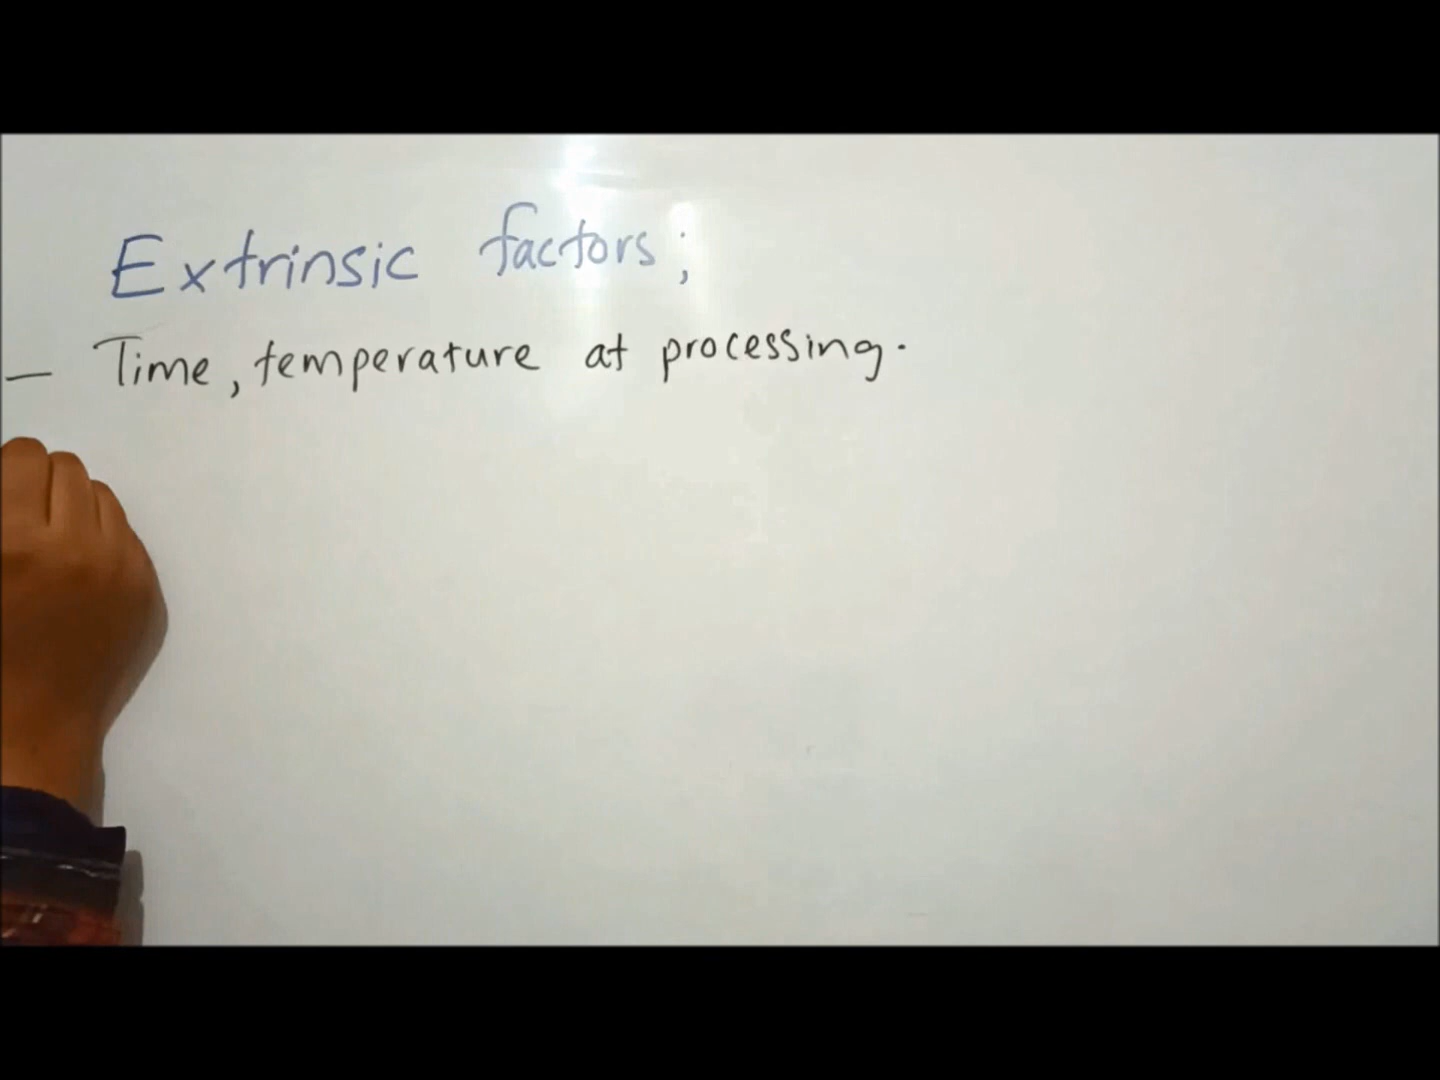 Extrinsic factors;
– Time, temperature at processing.